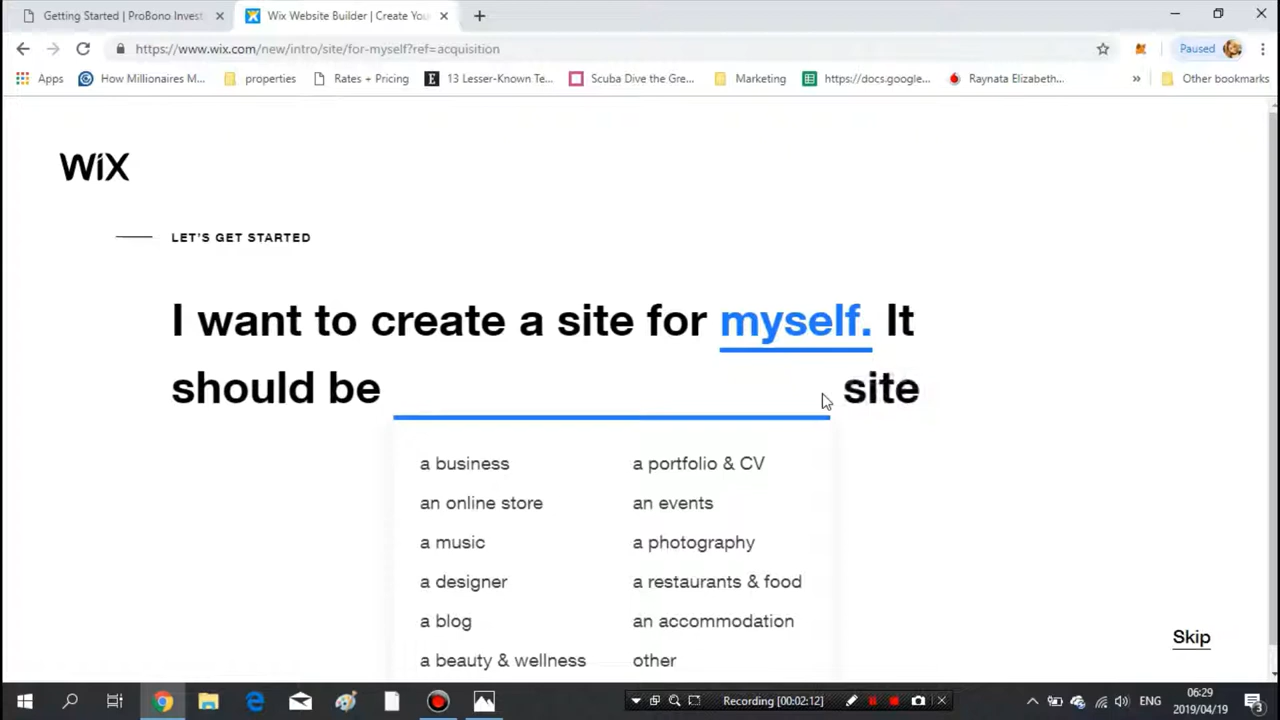 Getting Started | ProBono Invest
Wix Website Builder | Create You
https://www.wix.com/new/intro/site/for-myself?ref=acquisition
Paused
Apps
How Millionaires M...
properties
Rates + Pricing
13 Lesser-Known Te...
Scuba Dive the Gre...
Marketing
https://docs.google...
Raynata Elizabeth...
»
Other bookmarks
WiX
LET'S GET STARTED
I want to create a site for myself. It
should be site
a business
a portfolio & CV
an online store
an events
a music
a photography
a designer
a restaurants & food
a blog
an accommodation
a beauty & wellness
other
Skip
Recording [00:02:12]
ENG
06:29
2019/04/19
3